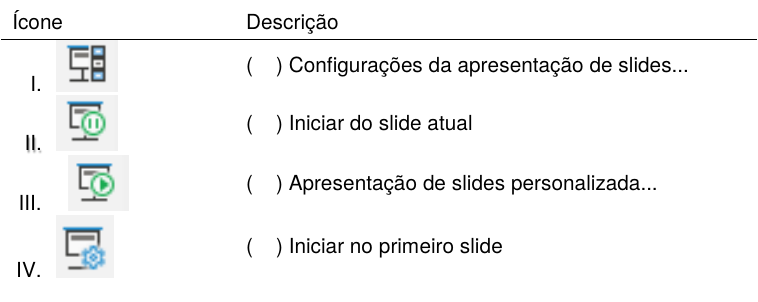 Ícone Descrição
I. ( ) Configurações da apresentação de slides...
II. ( ) Iniciar do slide atual
III. ( ) Apresentação de slides personalizada...
IV. ( ) Iniciar no primeiro slide